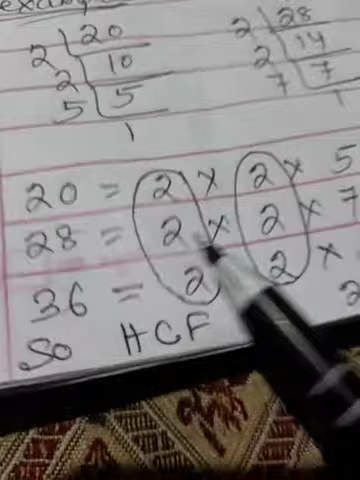 2 | 20 2 | 28
2 | 10 2 | 14
5 | 5 7 | 7
1 1
20 = 2 x 2 x 5
28 = 2 x 2 x 7
36 = 2 2 x
So HCF